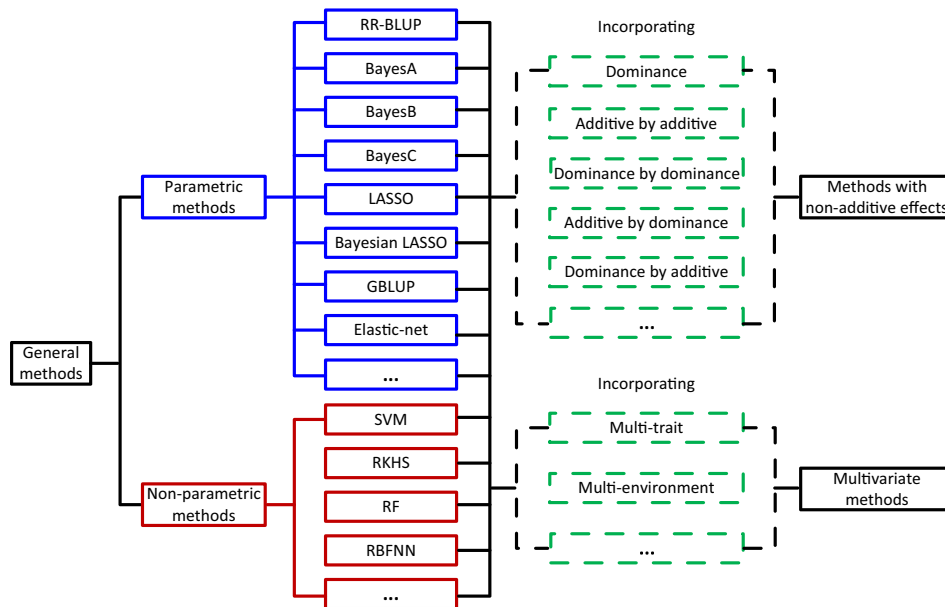 General
methods
Parametric
methods
Non-parametric
methods
RR-BLUP
BayesA
BayesB
BayesC
LASSO
Bayesian LASSO
GBLUP
Elastic-net
...
SVM
RKHS
RF
RBFNN
...
Incorporating
Dominance
Additive by additive
Dominance by dominance
Additive by dominance
Dominance by additive
...
Incorporating
Multi-trait
Multi-environment
...
Methods with
non-additive effects
Multivariate
methods